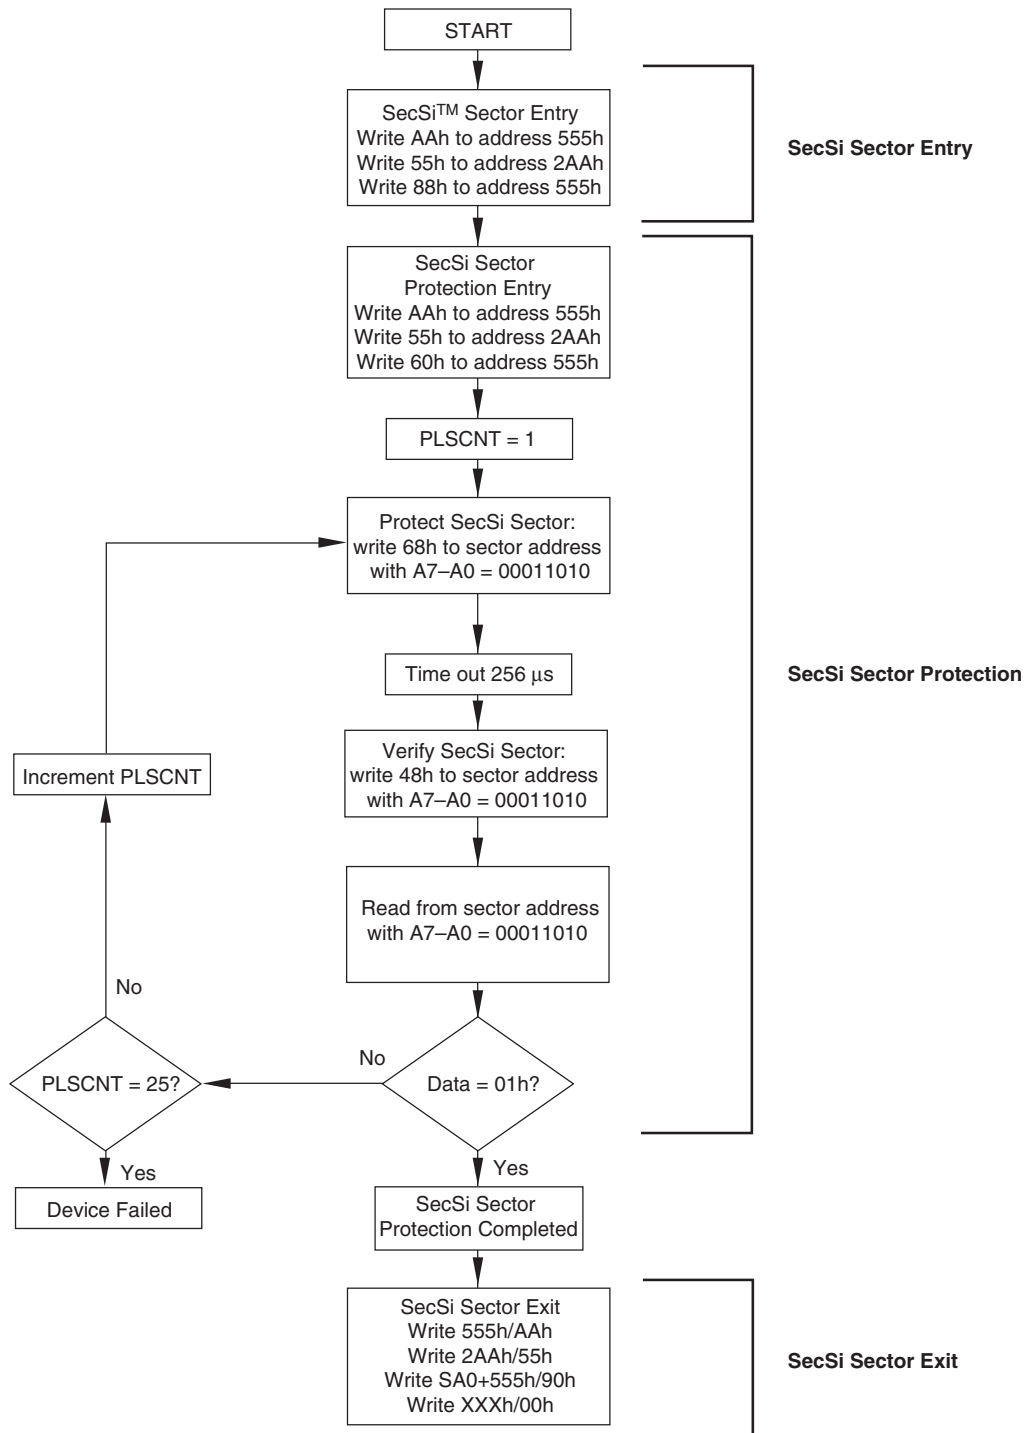 START
SecSi™ Sector Entry
Write AAh to address 555h
Write 55h to address 2AAh
Write 88h to address 555h
SecSi Sector Entry
SecSi Sector
Protection Entry
Write AAh to address 555h
Write 55h to address 2AAh
Write 60h to address 555h
PLSCNT = 1
Protect SecSi Sector:
write 68h to sector address
with A7–A0 = 00011010
Time out 256 μs
SecSi Sector Protection
Verify SecSi Sector:
write 48h to sector address
with A7–A0 = 00011010
Increment PLSCNT
Read from sector address
with A7–A0 = 00011010
No
No
PLSCNT = 25?
Data = 01h?
Yes
Yes
Device Failed
SecSi Sector
Protection Completed
SecSi Sector Exit
Write 555h/AAh
Write 2AAh/55h
Write SA0+555h/90h
Write XXXh/00h
SecSi Sector Exit